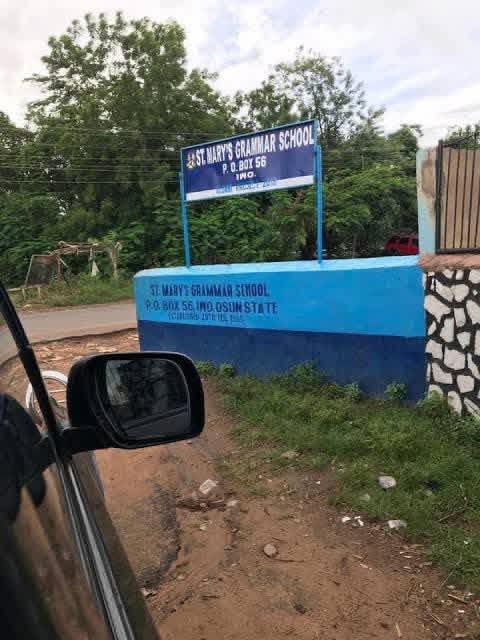 ST. MARY'S GRAMMAR SCHOOL
P. O. BOX 56
IWO.
ST. MARY'S GRAMMAR SCHOOL
P. O. BOX 56, IWO, OSUN STATE